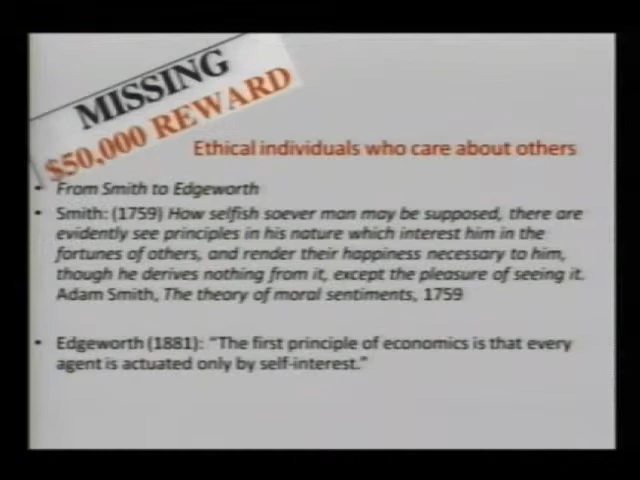 MISSING
$50,000 REWARD
Ethical individuals who care about others
• From Smith to Edgeworth
• Smith: (1759) How selfish soever man may be supposed, there are
evidently see principles in his nature which interest him in the
fortunes of others, and render their happiness necessary to him,
though he derives nothing from it, except the pleasure of seeing it.
Adam Smith, The theory of moral sentiments, 1759
• Edgeworth (1881): “The first principle of economics is that every
agent is actuated only by self-interest.”